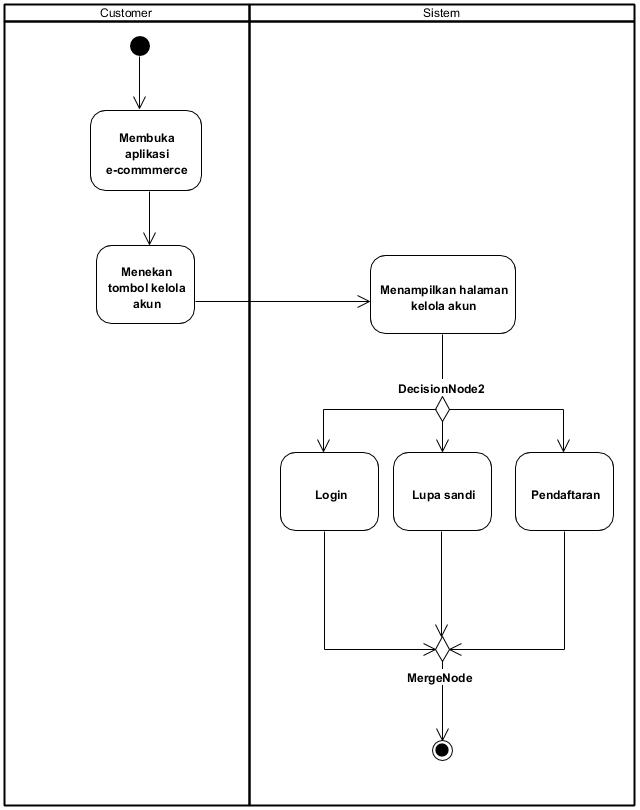 Customer
Sistem
Membuka
aplikasi
e-commmerce
Menekan
tombol kelola
akun
Menampilkan halaman
kelola akun
DecisionNode2
Login
Lupa sandi
Pendaftaran
MergeNode